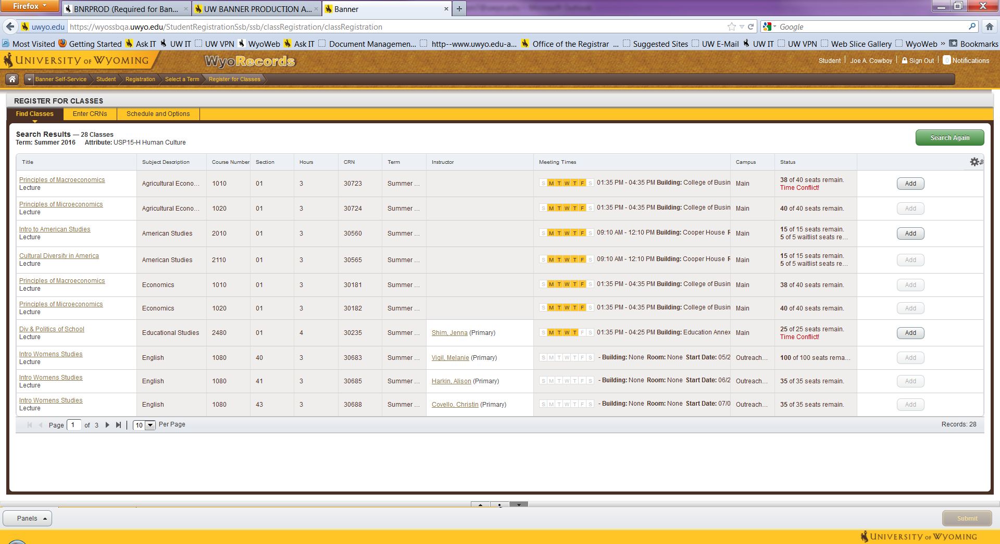 Firefox
BNRPROD (Required for Ban... ×
UW BANNER PRODUCTION A... ×
Banner ×
uwyo.edu https://wyossbqa.uwyo.edu/StudentRegistrationSsb/ssb/classRegistration/classRegistration
Google
Most Visited Getting Started Ask IT UW IT UW VPN WyoWeb Ask IT Document Managemen... http--www.uwyo.edu-a... Office of the Registrar ... Suggested Sites UW E-Mail UW IT UW VPN Web Slice Gallery WyoWeb » Bookmarks
UNIVERSITY OF WYOMING
WyoRecords
Student Joe A. Cowboy Sign Out 0 Notifications
Banner Self-Service Student Registration Select a Term Register for Classes
REGISTER FOR CLASSES
Find Classes Enter CRNs Schedule and Options
Search Results — 28 Classes
Term: Summer 2016 Attribute: USP15-H Human Culture
Search Again
Title Subject Description Course Number Section Hours CRN Term Instructor Meeting Times Campus Status
Principles of Macroeconomics
Lecture
Agricultural Econo... 1010 01 3 30723 Summer ... S M T W T F S 01:35 PM - 04:35 PM Building: College of Busin Main
38 of 40 seats remain.
Time Conflict!
Add
Principles of Microeconomics
Lecture
Agricultural Econo... 1020 01 3 30724 Summer ... S M T W T F S 01:35 PM - 04:35 PM Building: College of Busin Main 40 of 40 seats remain. Add
Intro to American Studies
Lecture
American Studies 2010 01 3 30560 Summer ... S M T W T F S 09:10 AM - 12:10 PM Building: Cooper House R Main
15 of 15 seats remain.
5 of 5 waitlist seats re...
Add
Cultural Diversity in America
Lecture
American Studies 2110 01 3 30565 Summer ... S M T W T F S 09:10 AM - 12:10 PM Building: Cooper House R Main
15 of 15 seats remain.
5 of 5 waitlist seats re...
Add
Principles of Macroeconomics
Lecture
Economics 1010 01 3 30181 Summer ... S M T W T F S 01:35 PM - 04:35 PM Building: College of Busin Main 38 of 40 seats remain. Add
Principles of Microeconomics
Lecture
Economics 1020 01 3 30182 Summer ... S M T W T F S 01:35 PM - 04:35 PM Building: College of Busin Main 40 of 40 seats remain. Add
Div & Politics of School
Lecture
Educational Studies 2480 01 4 30235 Summer ... Shim, Jenna (Primary) S M T W T F S 01:35 PM - 04:25 PM Building: Education Annex Main
25 of 25 seats remain.
Time Conflict!
Add
Intro Womens Studies
Lecture
English 1080 40 3 30683 Summer ... Vigil, Melanie (Primary) S M T W T F S - Building: None Room: None Start Date: 05/2 Outreach... 100 of 100 seats rema... Add
Intro Womens Studies
Lecture
English 1080 41 3 30685 Summer ... Harkin, Alison (Primary) S M T W T F S - Building: None Room: None Start Date: 06/2 Outreach... 35 of 35 seats remain. Add
Intro Womens Studies
Lecture
English 1080 43 3 30688 Summer ... Covello, Christin (Primary) S M T W T F S - Building: None Room: None Start Date: 07/0 Outreach... 35 of 35 seats remain. Add
Page 1 of 3 10 Per Page Records: 28
Panels Submit
UNIVERSITY OF WYOMING